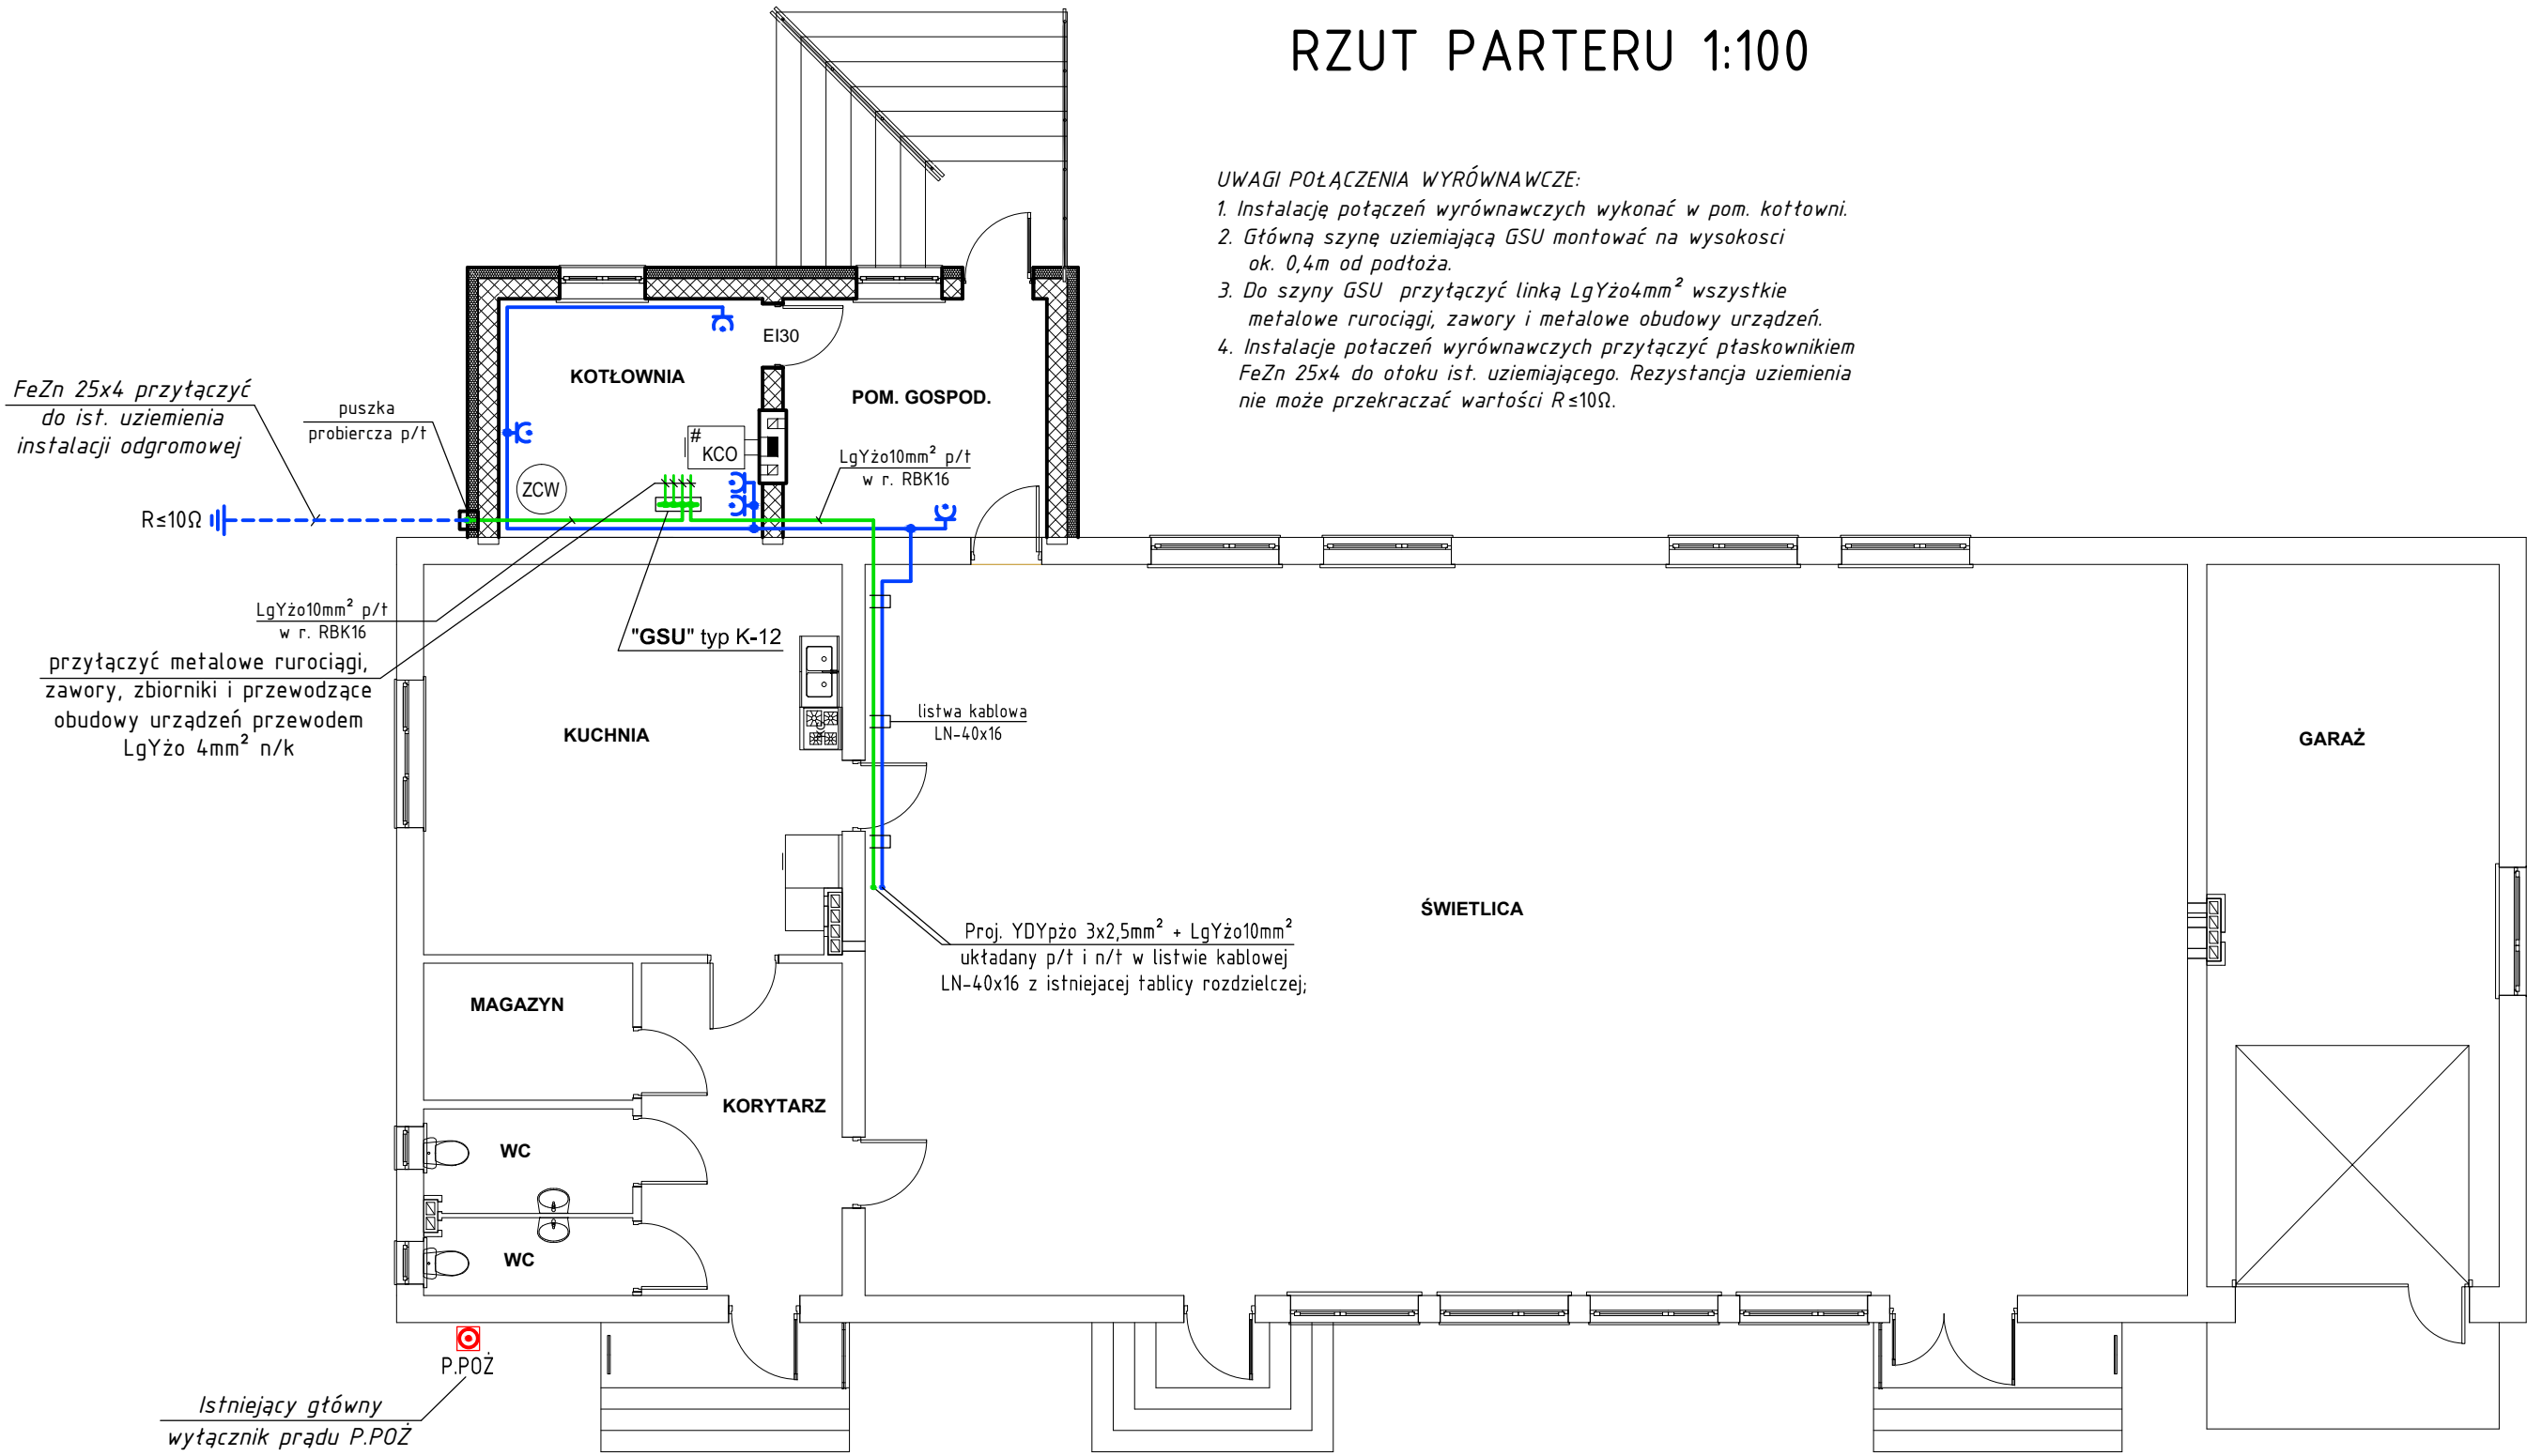 RZUT PARTERU 1:100
UWAGI POŁĄCZENIA WYRÓWNAWCZE:
1. Instalację połączeń wyrównawczych wykonać w pom. kotłowni.
2. Główną szynę uziemiającą GSU montować na wysokosci
ok. 0,4m od podłoża.
3. Do szyny GSU przyłączyć linką LgYżo4mm² wszystkie
metalowe rurociągi, zawory i metalowe obudowy urządzeń.
4. Instalacje połaczeń wyrównawczych przyłączyć płaskownikiem
FeZn 25x4 do otoku ist. uziemiającego. Rezystancja uziemienia
nie może przekraczać wartości R≤10Ω.
EI30
KOTŁOWNIA
POM. GOSPOD.
FeZn 25x4 przyłączyć
do ist. uziemienia
instalacji odgromowej
puszka
probiercza p/t
#
KCO
ZCW
LgYżo10mm² p/t
w r. RBK16
R≤10Ω
LgYżo10mm² p/t
w r. RBK16
"GSU" typ K-12
przyłączyć metalowe rurociągi,
zawory, zbiorniki i przewodzące
obudowy urządzeń przewodem
LgYżo 4mm² n/k
listwa kablowa
LN-40x16
KUCHNIA
GARAŻ
ŚWIETLICA
Proj. YDYpżo 3x2,5mm² + LgYżo10mm²
układany p/t i n/t w listwie kablowej
LN-40x16 z istniejacej tablicy rozdzielczej;
MAGAZYN
KORYTARZ
WC
WC
P.POŻ
Istniejący główny
wyłącznik prądu P.POŻ